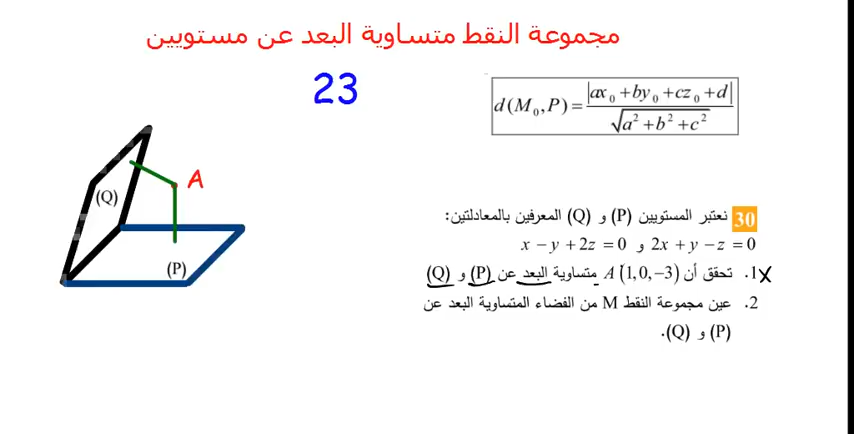 مجموعة النقط متساوية البعد عن مستويين
23
d(M₀,P) = |ax₀+by₀+cz₀+d| / √(a²+b²+c²)
A
(Q)
(P)
30 نعتبر المستويين (P) و (Q) المعرفين بالمعادلتين:
2x + y − z = 0 و x − y + 2z = 0
1. تحقق أن A(1,0,−3) متساوية البعد عن (P) و (Q)
2. عين مجموعة النقط M من الفضاء المتساوية البعد عن
(P) و (Q).